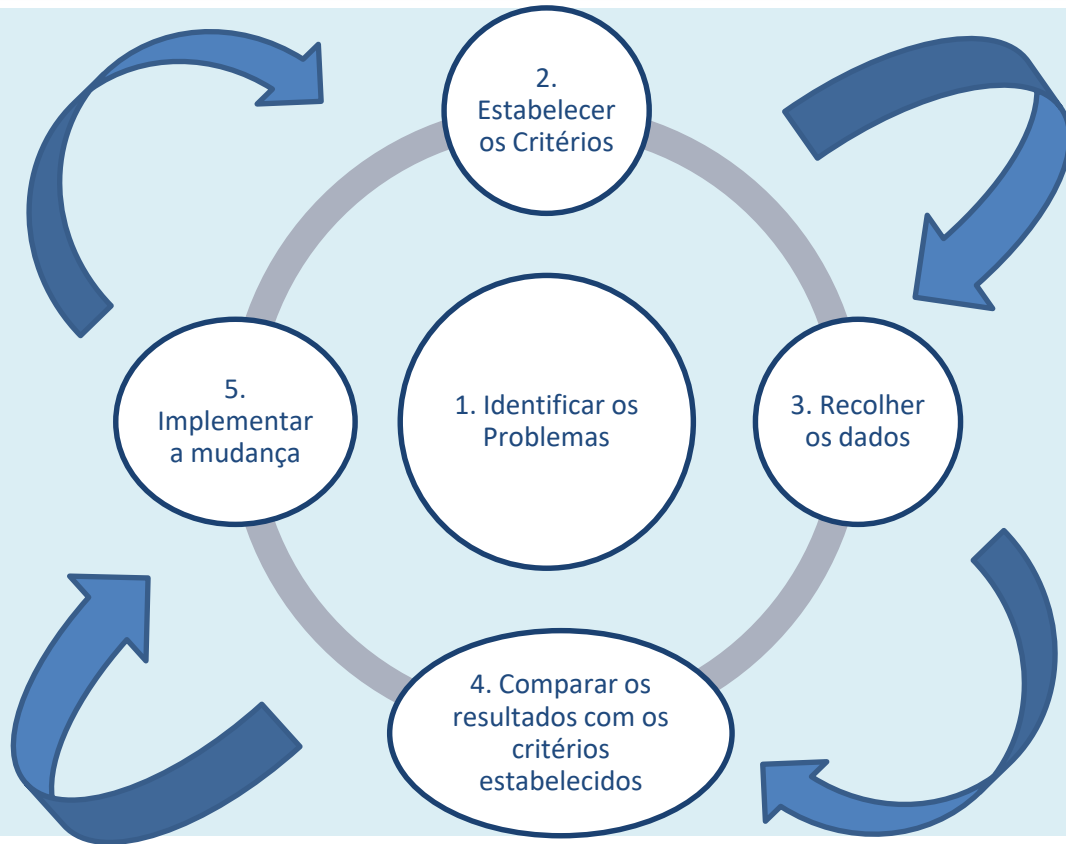 1. Identificar os
Problemas
2.
Estabelecer
os Critérios
3. Recolher
os dados
4. Comparar os
resultados com os
critérios
estabelecidos
5.
Implementar
a mudança